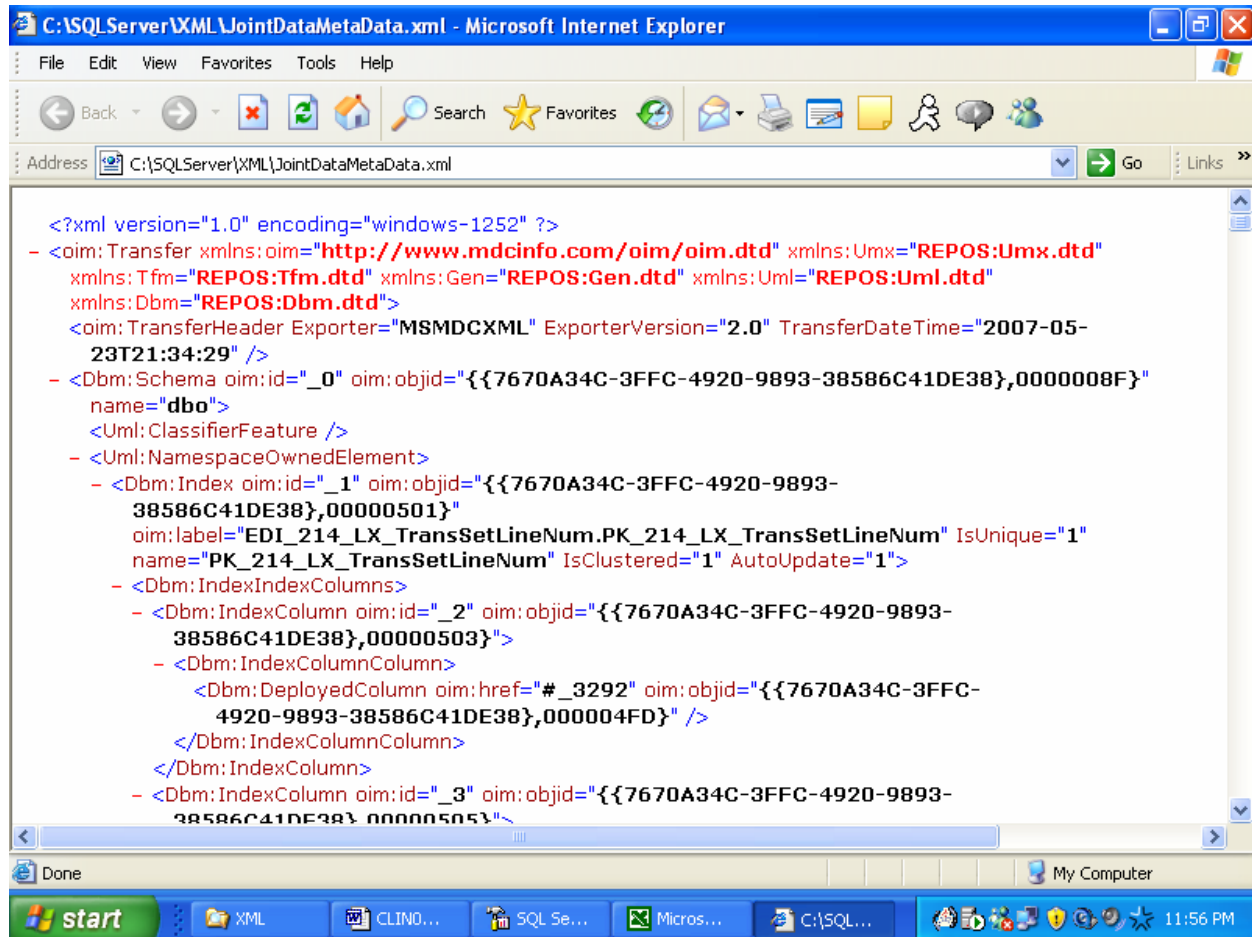 C:\SQLServer\XML\JointDataMetaData.xml - Microsoft Internet Explorer
File Edit View Favorites Tools Help
Back Search Favorites
Address C:\SQLServer\XML\JointDataMetaData.xml Go Links »
<?xml version="1.0" encoding="windows-1252" ?>
- <oim:Transfer xmlns:oim="http://www.mdcinfo.com/oim/oim.dtd" xmlns:Umx="REPOS:Umx.dtd"
xmlns:Tfm="REPOS:Tfm.dtd" xmlns:Gen="REPOS:Gen.dtd" xmlns:Uml="REPOS:Uml.dtd"
xmlns:Dbm="REPOS:Dbm.dtd">
<oim:TransferHeader Exporter="MSMDCXML" ExporterVersion="2.0" TransferDateTime="2007-05-
23T21:34:29" />
- <Dbm:Schema oim:id="_0" oim:objid="{{7670A34C-3FFC-4920-9893-38586C41DE38},0000008F}"
name="dbo">
<Uml:ClassifierFeature />
- <Uml:NamespaceOwnedElement>
- <Dbm:Index oim:id="_1" oim:objid="{{7670A34C-3FFC-4920-9893-
38586C41DE38},00000501}"
oim:label="EDI_214_LX_TransSetLineNum.PK_214_LX_TransSetLineNum" IsUnique="1"
name="PK_214_LX_TransSetLineNum" IsClustered="1" AutoUpdate="1">
- <Dbm:IndexIndexColumns>
- <Dbm:IndexColumn oim:id="_2" oim:objid="{{7670A34C-3FFC-4920-9893-
38586C41DE38},00000503}">
- <Dbm:IndexColumnColumn>
<Dbm:DeployedColumn oim:href="#_3292" oim:objid="{{7670A34C-3FFC-
4920-9893-38586C41DE38},000004FD}" />
</Dbm:IndexColumnColumn>
</Dbm:IndexColumn>
- <Dbm:IndexColumn oim:id="_3" oim:objid="{{7670A34C-3FFC-4920-9893-
38586C41DE38},00000505}">
Done My Computer
start XML CLIN0... SQL Se... Micros... C:\SQL... 11:56 PM